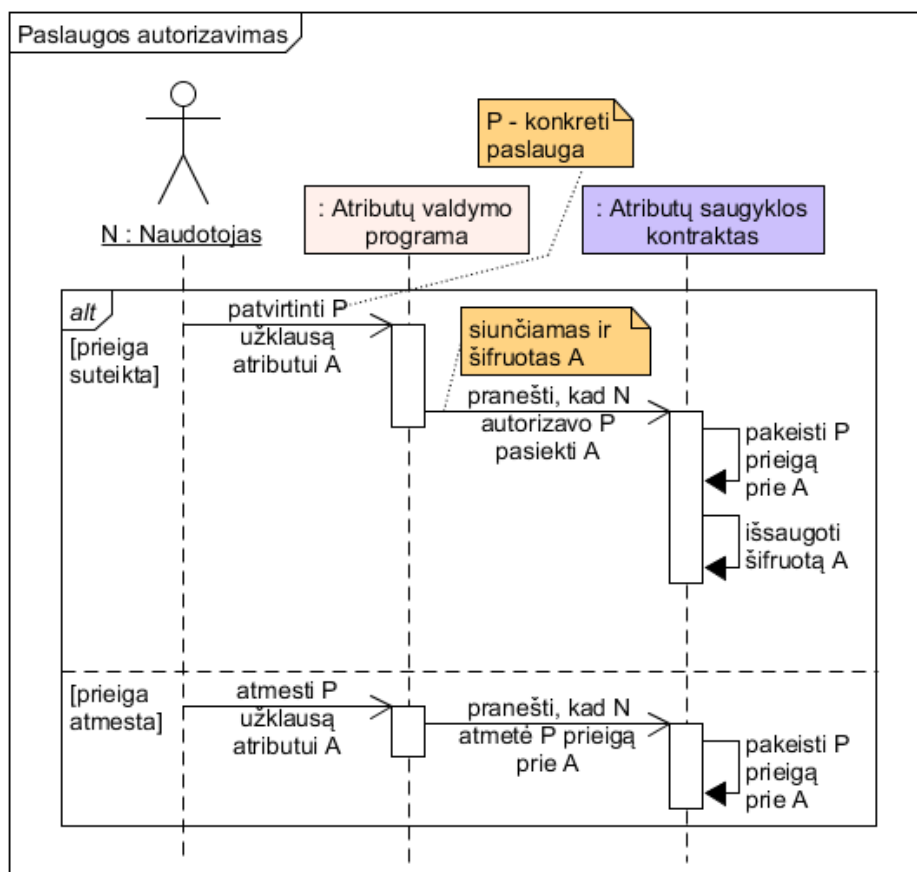 Paslaugos autorizavimas
P - konkreti
paslauga
N : Naudotojas
: Atributų valdymo
programa
: Atributų saugyklos
kontraktas
alt
[prieiga
suteikta]
patvirtinti P
užklausą
atributui A
siunčiamas ir
šifruotas A
pranešti, kad N
autorizavo P
pasiekti A
pakeisti P
prieigą
prie A
išsaugoti
šifruotą A
[prieiga
atmesta]
atmesti P
užklausą
atributui A
pranešti, kad N
atmetė P prieigą
prie A
pakeisti P
prieigą
prie A